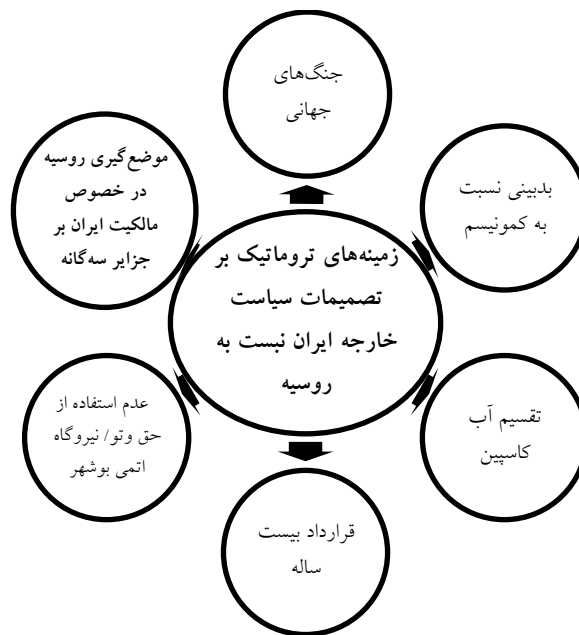 جنگ‌های
جهانی
بدبینی نسبت
به کمونیسم
تقسیم آب
کاسپین
قرارداد بیست
ساله
عدم استفاده از
حق وتو/ نیروگاه
اتمی بوشهر
موضع‌گیری روسیه
در خصوص
مالکیت ایران بر
جزایر سه‌گانه
زمینه‌های تروماتیک بر
تصمیمات سیاست
خارجه ایران نبست به
روسیه